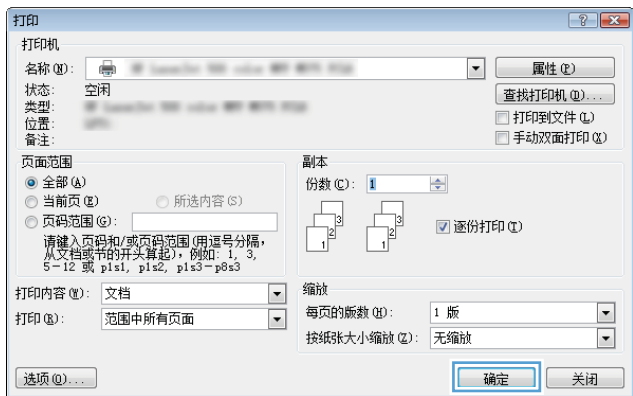 打印
打印机
名称(N):
属性(P)
状态: 空闲
查找打印机(D)...
类型:
位置:
打印到文件(L)
备注:
手动双面打印(X)
页面范围
全部(A)
当前页(E) 所选内容(S)
页码范围(G):
请键入页码和/或页码范围(用逗号分隔，
从文档或节的开头算起)，例如: 1, 3,
5-12 或 p1s1, p1s2, p1s3-p8s3
副本
份数(C): 1
3 3
2 2
1 1
逐份打印(T)
打印内容(W): 文档
打印(R): 范围中所有页面
缩放
每页的版数(H): 1 版
按纸张大小缩放(Z): 无缩放
选项(O)... 确定 关闭